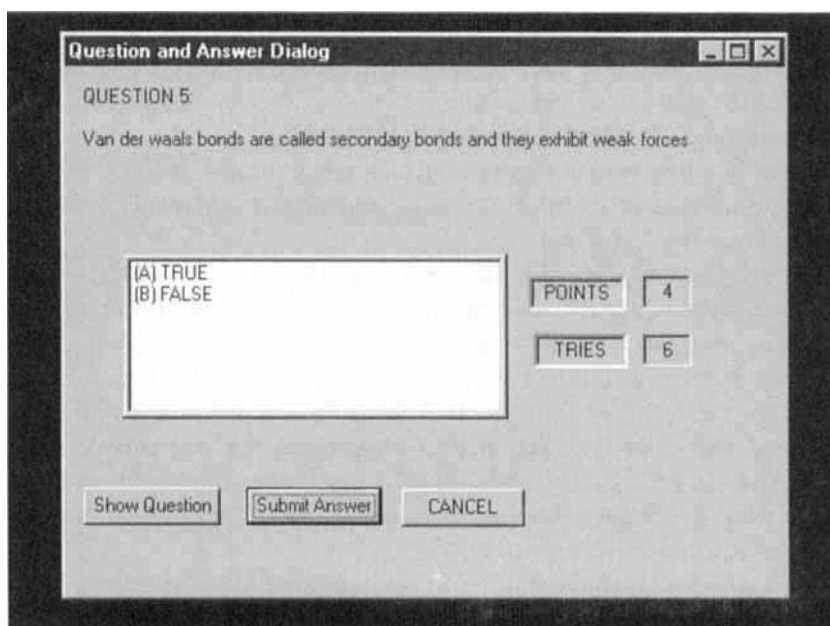 Question and Answer Dialog
QUESTION 5:
Van der waals bonds are called secondary bonds and they exhibit weak forces
(A) TRUE
(B) FALSE
POINTS 4
TRIES 6
Show Question Submit Answer CANCEL